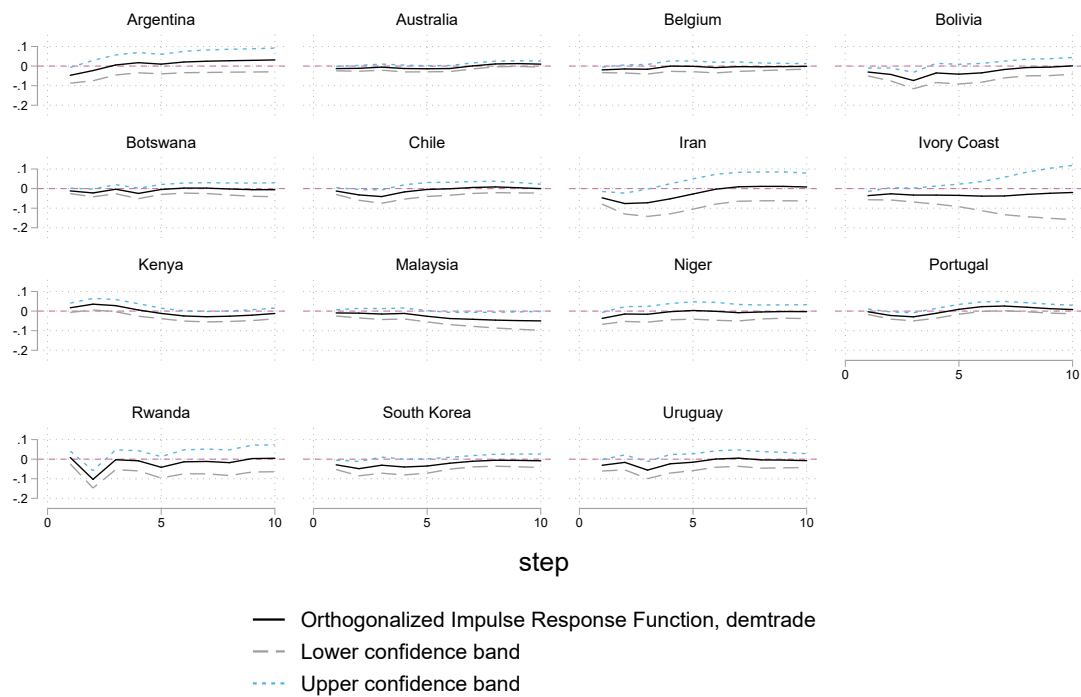 Argentina Australia Belgium Bolivia
.1
0
-.1
-.2
Botswana Chile Iran Ivory Coast
.1
0
-.1
-.2
Kenya Malaysia Niger Portugal
.1
0
-.1
-.2
0 5 10
Rwanda South Korea Uruguay
.1
0
-.1
-.2
0 5 10 0 5 10 0 5 10
step
Orthogonalized Impulse Response Function, demtrade
Lower confidence band
Upper confidence band